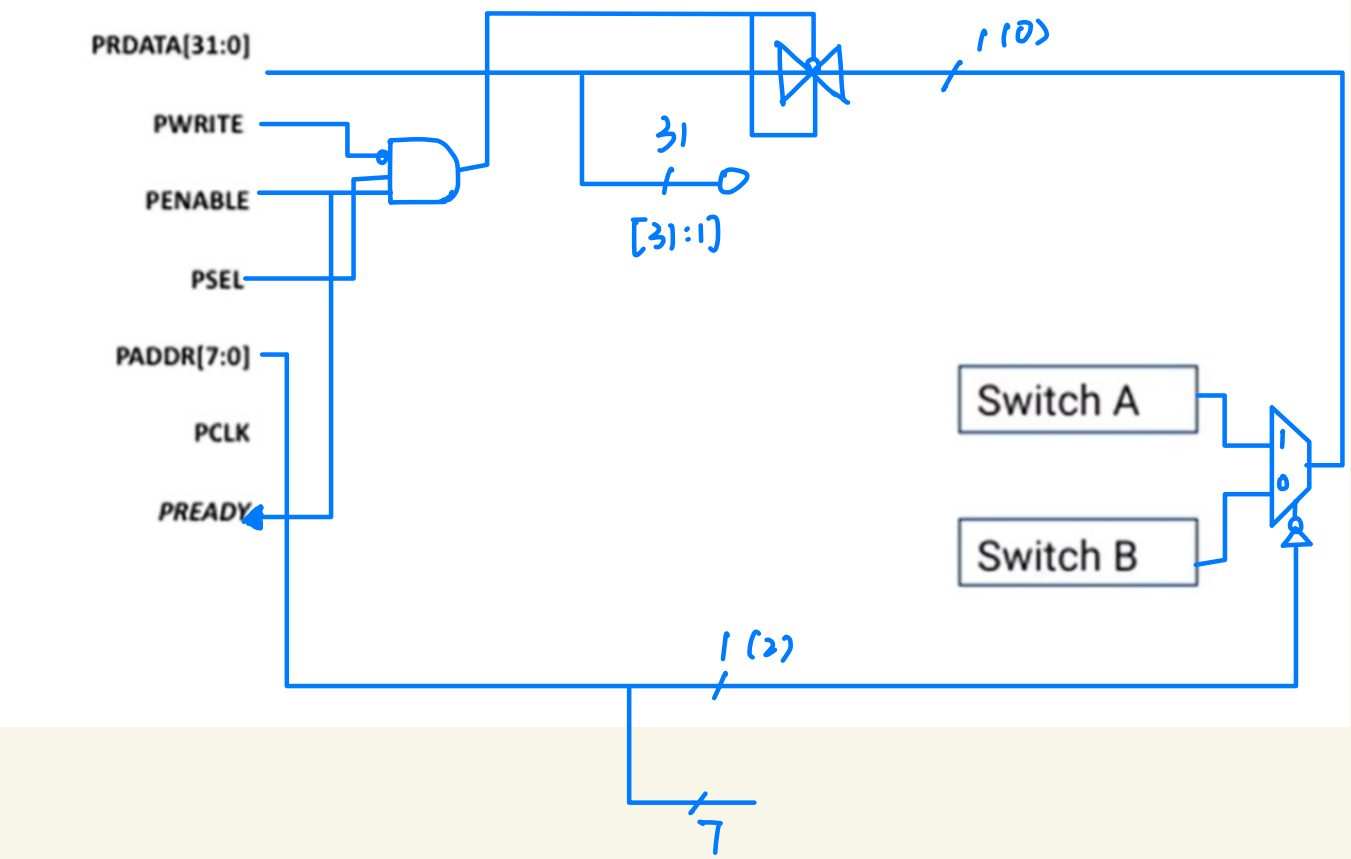 1 (0)
PRDATA[31:0]
PWRITE
31
PENABLE
[31:1]
PSEL
PADDR[7:0]
Switch A
PCLK
1
0
PREADY
Switch B
1 (2)
7